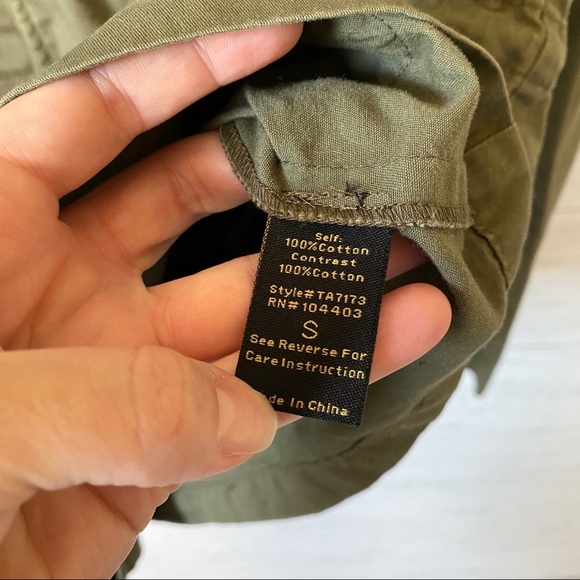 Self:
100%Cotton
Contrast
100%Cotton
Style#TA7173
RN#104403
S
See Reverse For
Care Instruction
de In China